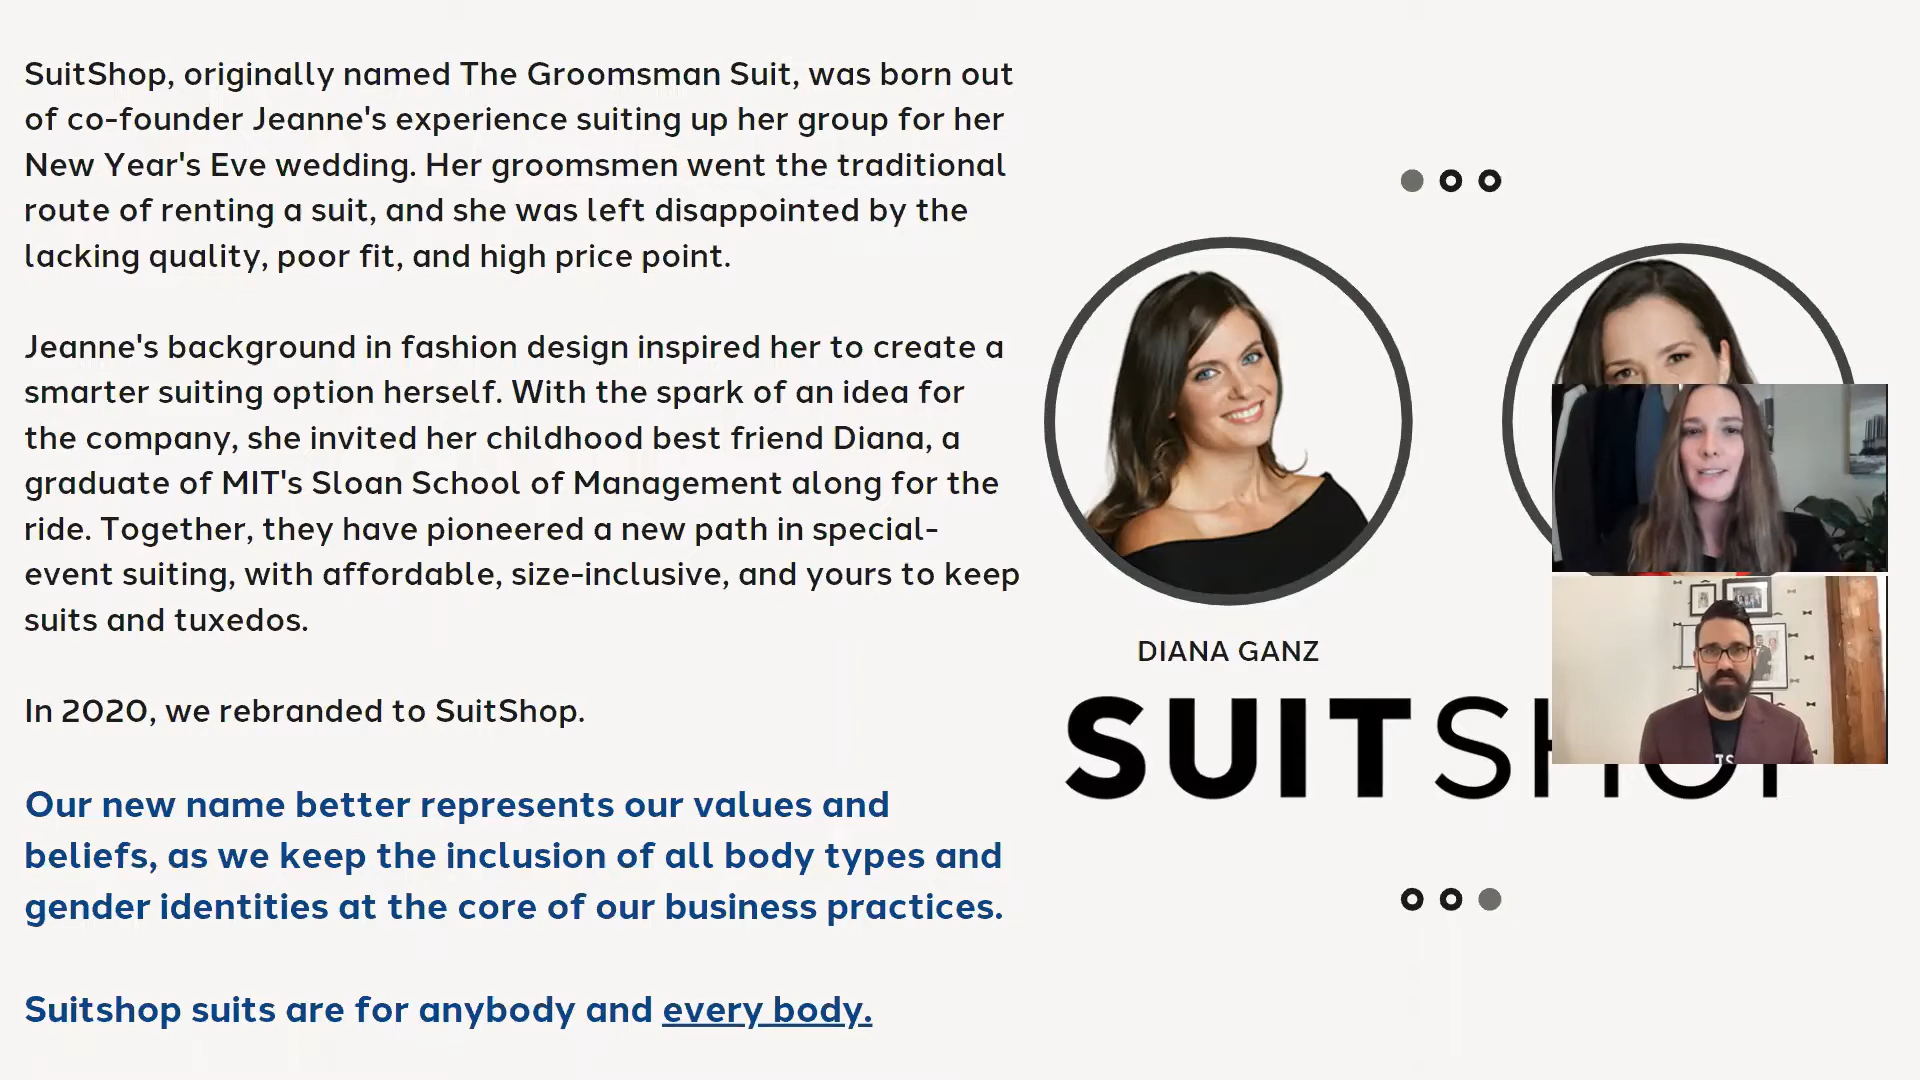 SuitShop, originally named The Groomsman Suit, was born out
of co-founder Jeanne's experience suiting up her group for her
New Year's Eve wedding. Her groomsmen went the traditional
route of renting a suit, and she was left disappointed by the
lacking quality, poor fit, and high price point.
Jeanne's background in fashion design inspired her to create a
smarter suiting option herself. With the spark of an idea for
the company, she invited her childhood best friend Diana, a
graduate of MIT's Sloan School of Management along for the
ride. Together, they have pioneered a new path in special-
event suiting, with affordable, size-inclusive, and yours to keep
suits and tuxedos.
In 2020, we rebranded to SuitShop.
Our new name better represents our values and
beliefs, as we keep the inclusion of all body types and
gender identities at the core of our business practices.
Suitshop suits are for anybody and every body.
DIANA GANZ
SUITSHOP